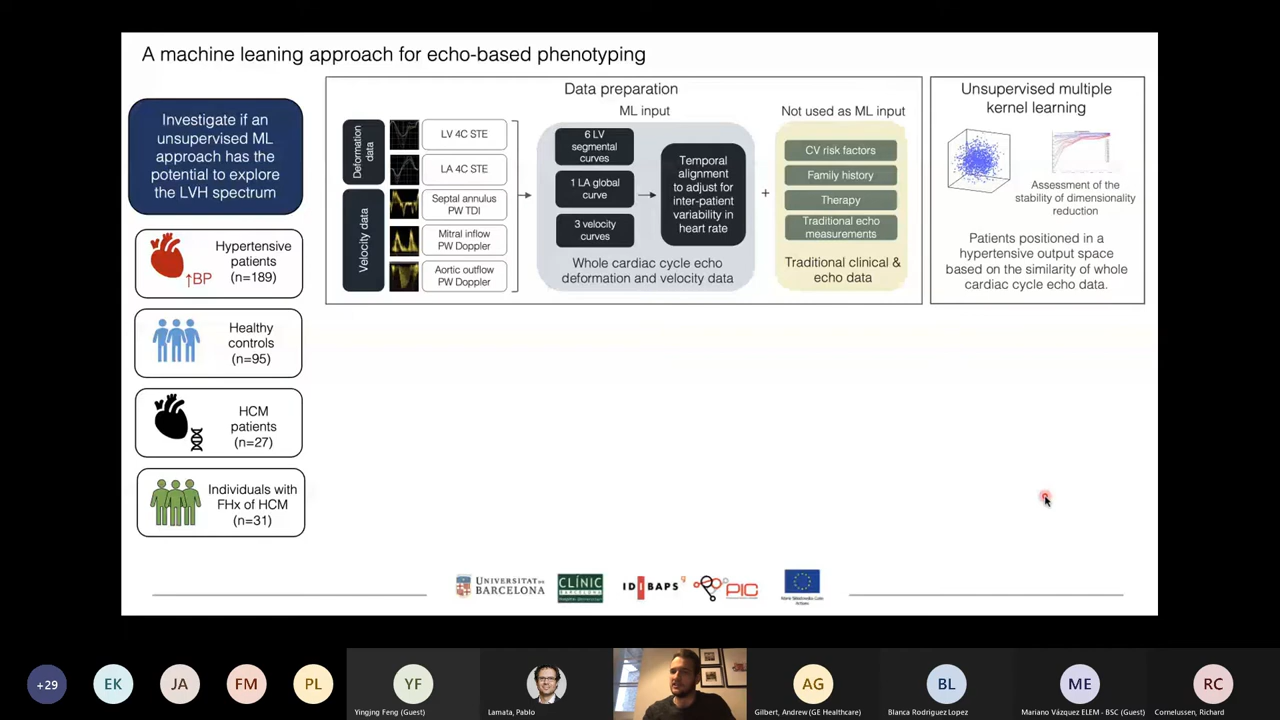 A machine leaning approach for echo-based phenotyping
Investigate if an
unsupervised ML
approach has the
potential to explore
the LVH spectrum
Hypertensive
patients
(n=189)
↑BP
Healthy
controls
(n=95)
HCM
patients
(n=27)
Individuals with
FHx of HCM
(n=31)
Data preparation
ML input
Not used as ML input
Deformation
data
Velocity data
LV 4C STE
LA 4C STE
Septal annulus
PW TDI
Mitral inflow
PW Doppler
Aortic outflow
PW Doppler
6 LV
segmental
curves
1 LA global
curve
3 velocity
curves
Temporal
alignment
to adjust for
inter-patient
variability in
heart rate
Whole cardiac cycle echo
deformation and velocity data
+
CV risk factors
Family history
Therapy
Traditional echo
measurements
Traditional clinical &
echo data
Unsupervised multiple
kernel learning
Assessment of the
stability of dimensionality
reduction
Patients positioned in a
hypertensive output space
based on the similarity of whole
cardiac cycle echo data.
UNIVERSITAT DE
BARCELONA
CLÍNIC
BARCELONA
IDIBAPS
PIC
+29
EK
JA
FM
PL
YF
Yingjng Feng (Guest)
Lamata, Pablo
AG
Gilbert, Andrew (GE Healthcare)
BL
Blanca Rodriguez Lopez
ME
Mariano Vázquez ELEM - BSC (Guest)
RC
Cornelussen, Richard